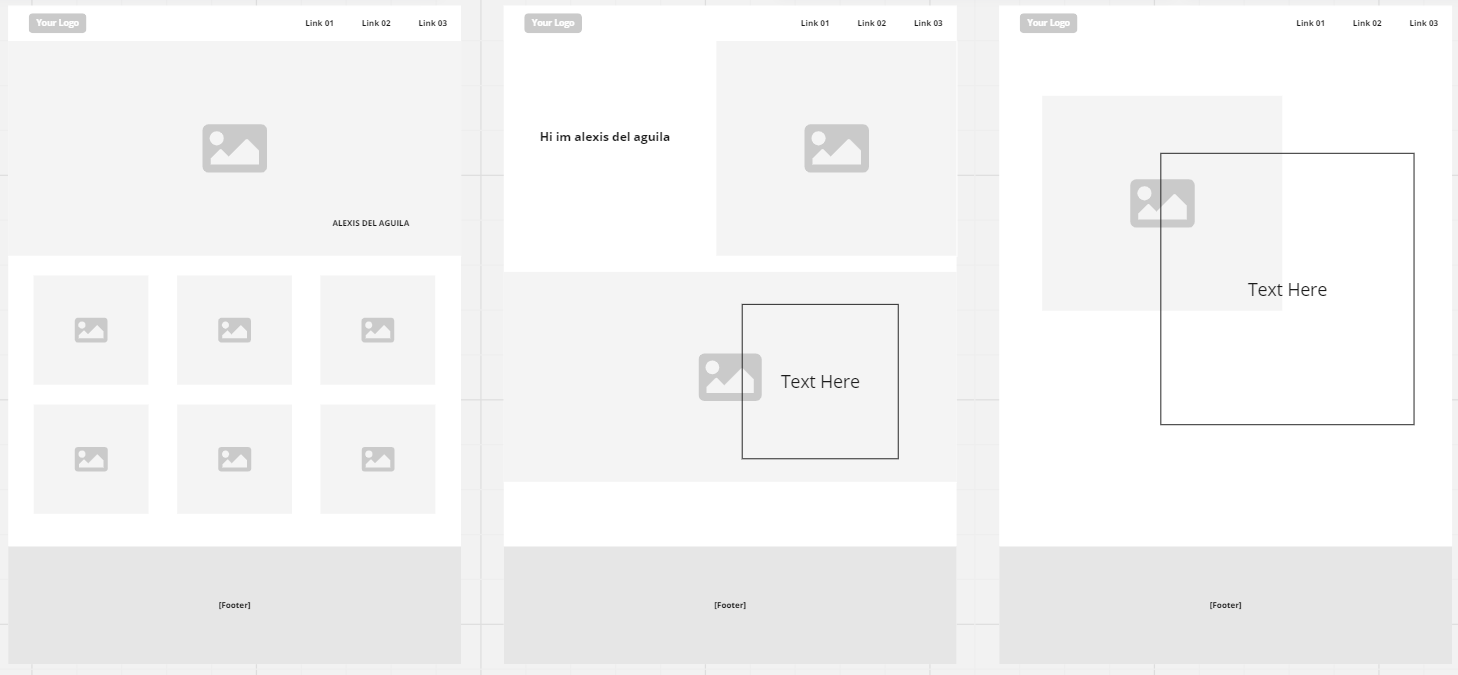 Your Logo
Link 01
Link 02
Link 03
ALEXIS DEL AGUILA
[Footer]
Your Logo
Link 01
Link 02
Link 03
Hi im alexis del aguila
Text Here
[Footer]
Your Logo
Link 01
Link 02
Link 03
Text Here
[Footer]